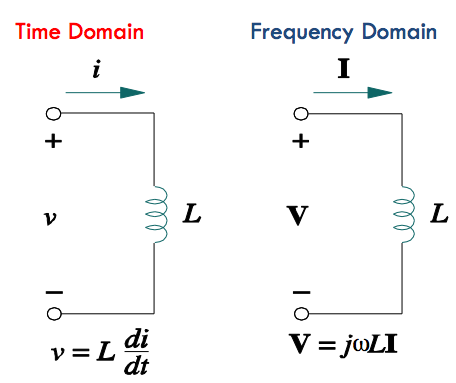 Time Domain
Frequency Domain
i
I
+
+
v
L
V
L
−
−
v = L di/dt
V = jωLI